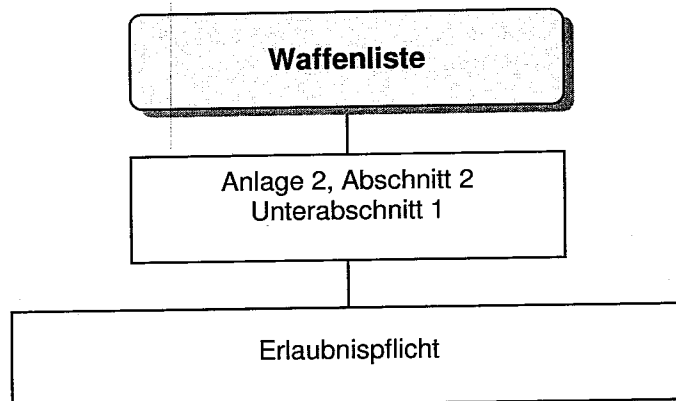 Waffenliste
Anlage 2, Abschnitt 2
Unterabschnitt 1
Erlaubnispflicht